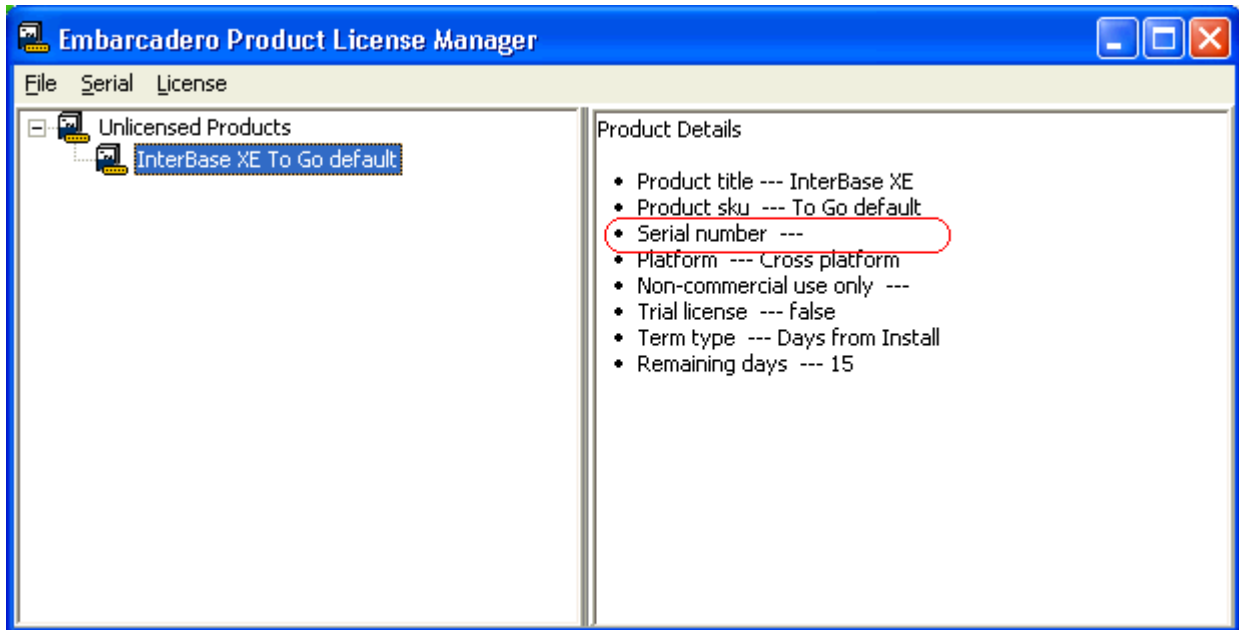 Embarcadero Product License Manager
File Serial License
Unlicensed Products
InterBase XE To Go default
Product Details
• Product title --- InterBase XE
• Product sku --- To Go default
• Serial number ---
• Platform --- Cross platform
• Non-commercial use only ---
• Trial license --- false
• Term type --- Days from Install
• Remaining days --- 15